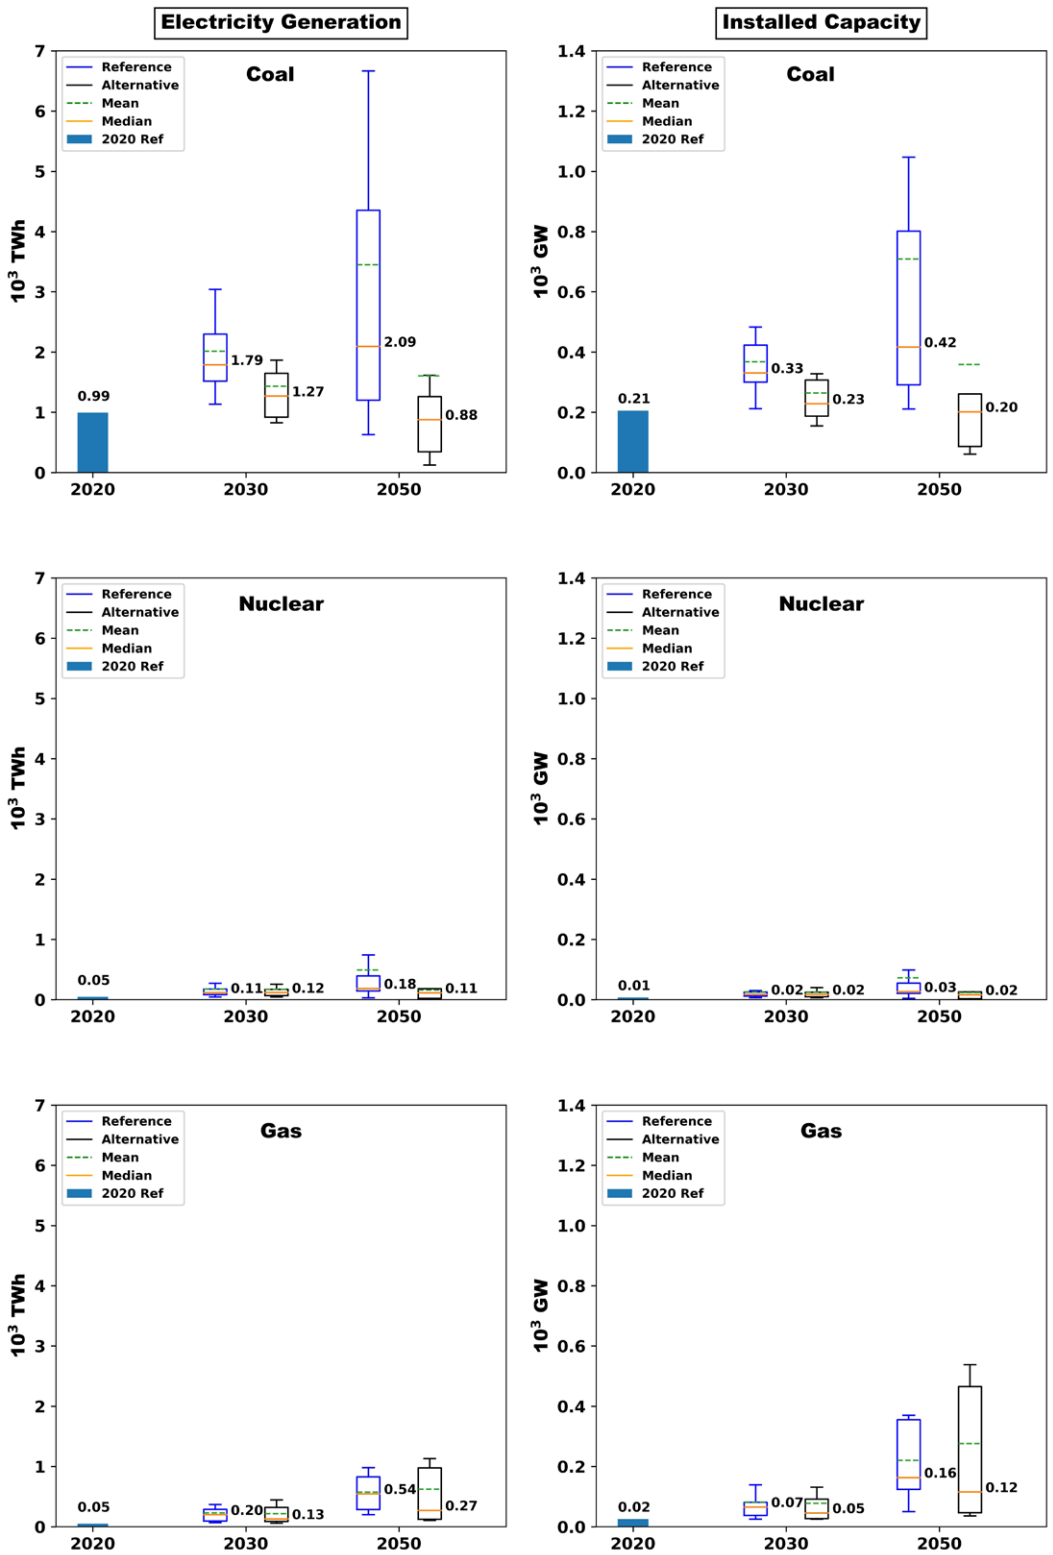 Electricity Generation
Installed Capacity
Coal
Reference
Alternative
Mean
Median
2020 Ref
10³ TWh
7
6
5
4
3
2
1
0
0.99
1.79
1.27
2.09
0.88
2020
2030
2050
Coal
Reference
Alternative
Mean
Median
2020 Ref
10³ GW
1.4
1.2
1.0
0.8
0.6
0.4
0.2
0.0
0.21
0.33
0.23
0.42
0.20
2020
2030
2050
Nuclear
Reference
Alternative
Mean
Median
2020 Ref
10³ TWh
7
6
5
4
3
2
1
0
0.05
0.11
0.12
0.18
0.11
2020
2030
2050
Nuclear
Reference
Alternative
Mean
Median
2020 Ref
10³ GW
1.4
1.2
1.0
0.8
0.6
0.4
0.2
0.0
0.01
0.02
0.02
0.03
0.02
2020
2030
2050
Gas
Reference
Alternative
Mean
Median
2020 Ref
10³ TWh
7
6
5
4
3
2
1
0
0.05
0.20
0.13
0.54
0.27
2020
2030
2050
Gas
Reference
Alternative
Mean
Median
2020 Ref
10³ GW
1.4
1.2
1.0
0.8
0.6
0.4
0.2
0.0
0.02
0.07
0.05
0.16
0.12
2020
2030
2050